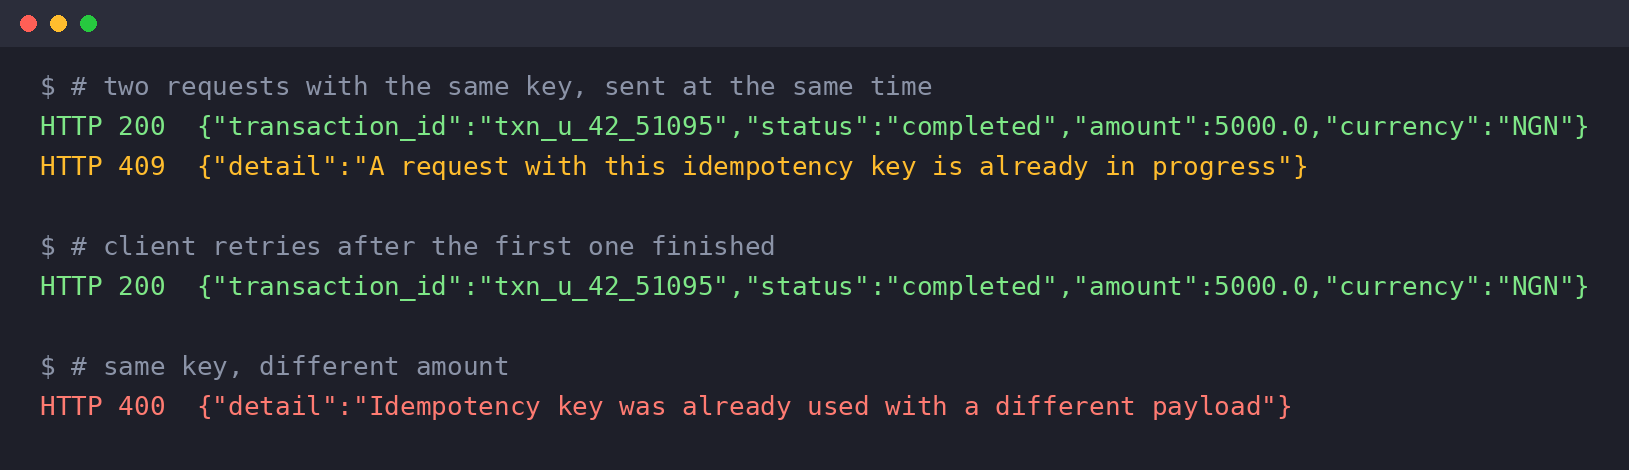 $ # two requests with the same key, sent at the same time
HTTP 200  {"transaction_id":"txn_u_42_51095","status":"completed","amount":5000.0,"currency":"NGN"}
HTTP 409  {"detail":"A request with this idempotency key is already in progress"}
$ # client retries after the first one finished
HTTP 200  {"transaction_id":"txn_u_42_51095","status":"completed","amount":5000.0,"currency":"NGN"}
$ # same key, different amount
HTTP 400  {"detail":"Idempotency key was already used with a different payload"}